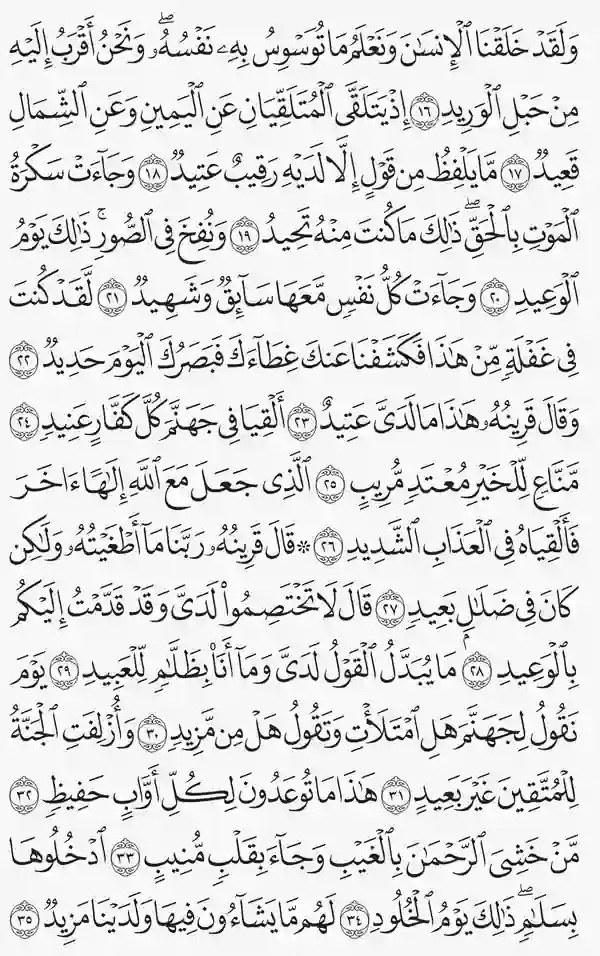 وَلَقَدْ خَلَقْنَا ٱلْإِنسَٰنَ وَنَعْلَمُ مَا تُوَسْوِسُ بِهِۦ نَفْسُهُۥ ۖ وَنَحْنُ أَقْرَبُ إِلَيْهِ
مِنْ حَبْلِ ٱلْوَرِيدِ ١٦ إِذْ يَتَلَقَّى ٱلْمُتَلَقِّيَانِ عَنِ ٱلْيَمِينِ وَعَنِ ٱلشِّمَالِ
قَعِيدٌ ١٧ مَّا يَلْفِظُ مِن قَوْلٍ إِلَّا لَدَيْهِ رَقِيبٌ عَتِيدٌ ١٨ وَجَآءَتْ سَكْرَةُ
ٱلْمَوْتِ بِٱلْحَقِّ ۖ ذَٰلِكَ مَا كُنتَ مِنْهُ تَحِيدُ ١٩ وَنُفِخَ فِى ٱلصُّورِ ۚ ذَٰلِكَ يَوْمُ
ٱلْوَعِيدِ ٢٠ وَجَآءَتْ كُلُّ نَفْسٍ مَّعَهَا سَآئِقٌ وَشَهِيدٌ ٢١ لَّقَدْ كُنتَ
فِى غَفْلَةٍ مِّنْ هَٰذَا فَكَشَفْنَا عَنكَ غِطَآءَكَ فَبَصَرُكَ ٱلْيَوْمَ حَدِيدٌ ٢٢
وَقَالَ قَرِينُهُۥ هَٰذَا مَا لَدَىَّ عَتِيدٌ ٢٣ أَلْقِيَا فِى جَهَنَّمَ كُلَّ كَفَّارٍ عَنِيدٍ ٢٤
مَّنَّاعٍ لِّلْخَيْرِ مُعْتَدٍ مُّرِيبٍ ٢٥ ٱلَّذِى جَعَلَ مَعَ ٱللَّهِ إِلَٰهًا ءَاخَرَ
فَأَلْقِيَاهُ فِى ٱلْعَذَابِ ٱلشَّدِيدِ ٢٦ ۞ قَالَ قَرِينُهُۥ رَبَّنَا مَآ أَطْغَيْتُهُۥ وَلَٰكِن
كَانَ فِى ضَلَٰلٍۭ بَعِيدٍ ٢٧ قَالَ لَا تَخْتَصِمُوا۟ لَدَىَّ وَقَدْ قَدَّمْتُ إِلَيْكُم
بِٱلْوَعِيدِ ٢٨ مَا يُبَدَّلُ ٱلْقَوْلُ لَدَىَّ وَمَآ أَنَا۠ بِظَلَّٰمٍ لِّلْعَبِيدِ ٢٩ يَوْمَ
نَقُولُ لِجَهَنَّمَ هَلِ ٱمْتَلَأْتِ وَتَقُولُ هَلْ مِن مَّزِيدٍ ٣٠ وَأُزْلِفَتِ ٱلْجَنَّةُ
لِلْمُتَّقِينَ غَيْرَ بَعِيدٍ ٣١ هَٰذَا مَا تُوعَدُونَ لِكُلِّ أَوَّابٍ حَفِيظٍ ٣٢
مَّنْ خَشِىَ ٱلرَّحْمَٰنَ بِٱلْغَيْبِ وَجَآءَ بِقَلْبٍ مُّنِيبٍ ٣٣ ٱدْخُلُوهَا
بِسَلَٰمٍ ۖ ذَٰلِكَ يَوْمُ ٱلْخُلُودِ ٣٤ لَهُم مَّا يَشَآءُونَ فِيهَا وَلَدَيْنَا مَزِيدٌ ٣٥